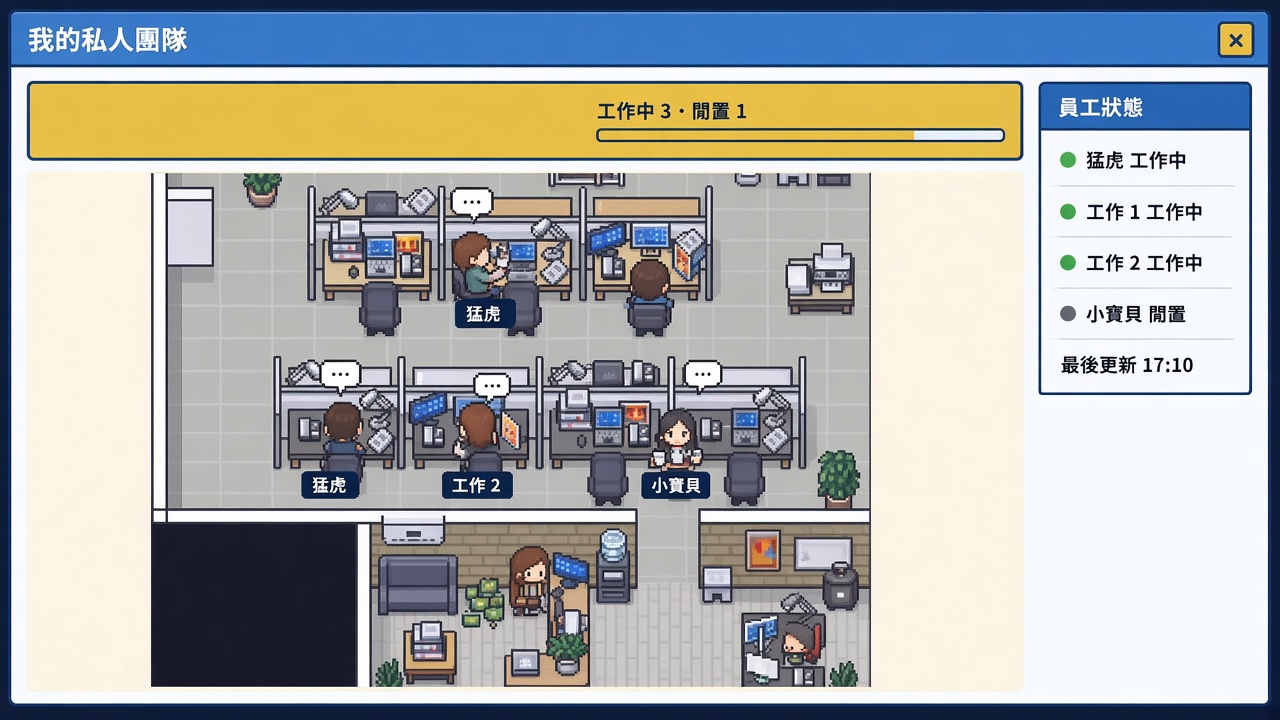 我的私人團隊
工作中 3・閒置 1
員工狀態
猛虎 工作中
工作 1 工作中
工作 2 工作中
小寶貝 閒置
最後更新 17:10
...
猛虎
...
...
...
猛虎
工作 2
小寶貝